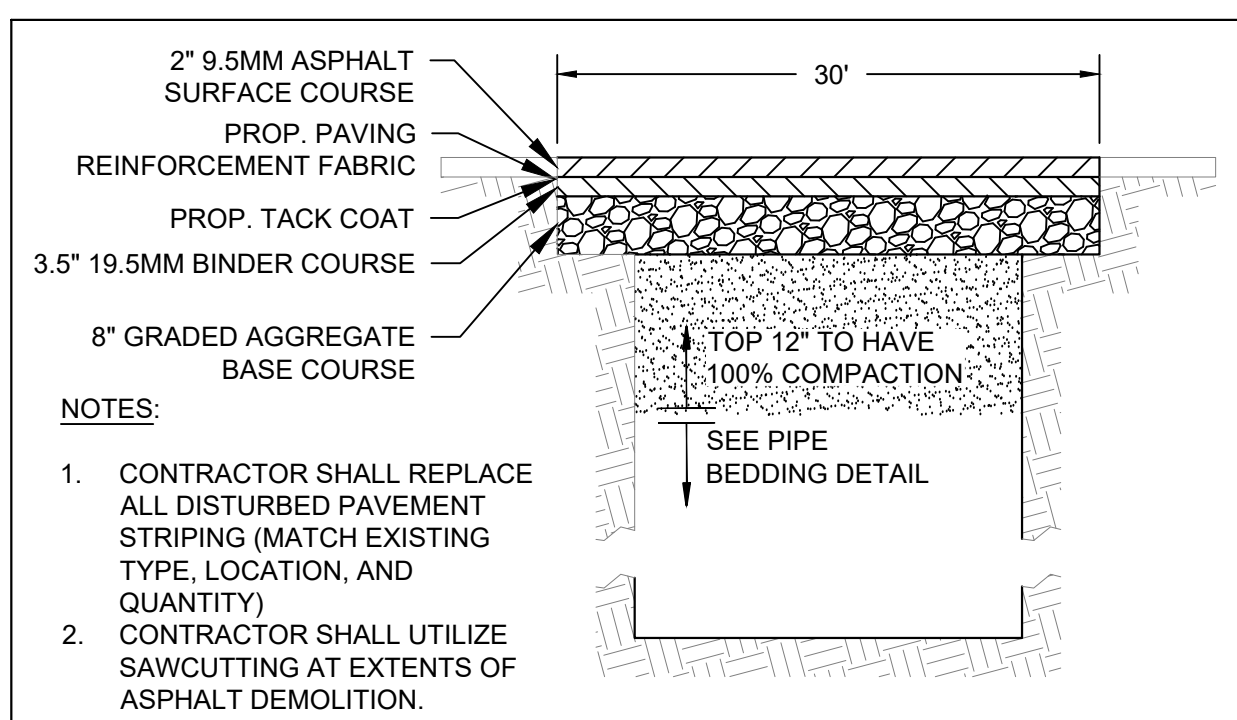 2" 9.5MM ASPHALT
SURFACE COURSE
PROP. PAVING
REINFORCEMENT FABRIC
PROP. TACK COAT
3.5" 19.5MM BINDER COURSE
8" GRADED AGGREGATE
BASE COURSE
30'
TOP 12" TO HAVE
100% COMPACTION
SEE PIPE
BEDDING DETAIL
NOTES:
1. CONTRACTOR SHALL REPLACE
ALL DISTURBED PAVEMENT
STRIPING (MATCH EXISTING
TYPE, LOCATION, AND
QUANTITY)
2. CONTRACTOR SHALL UTILIZE
SAWCUTTING AT EXTENTS OF
ASPHALT DEMOLITION.